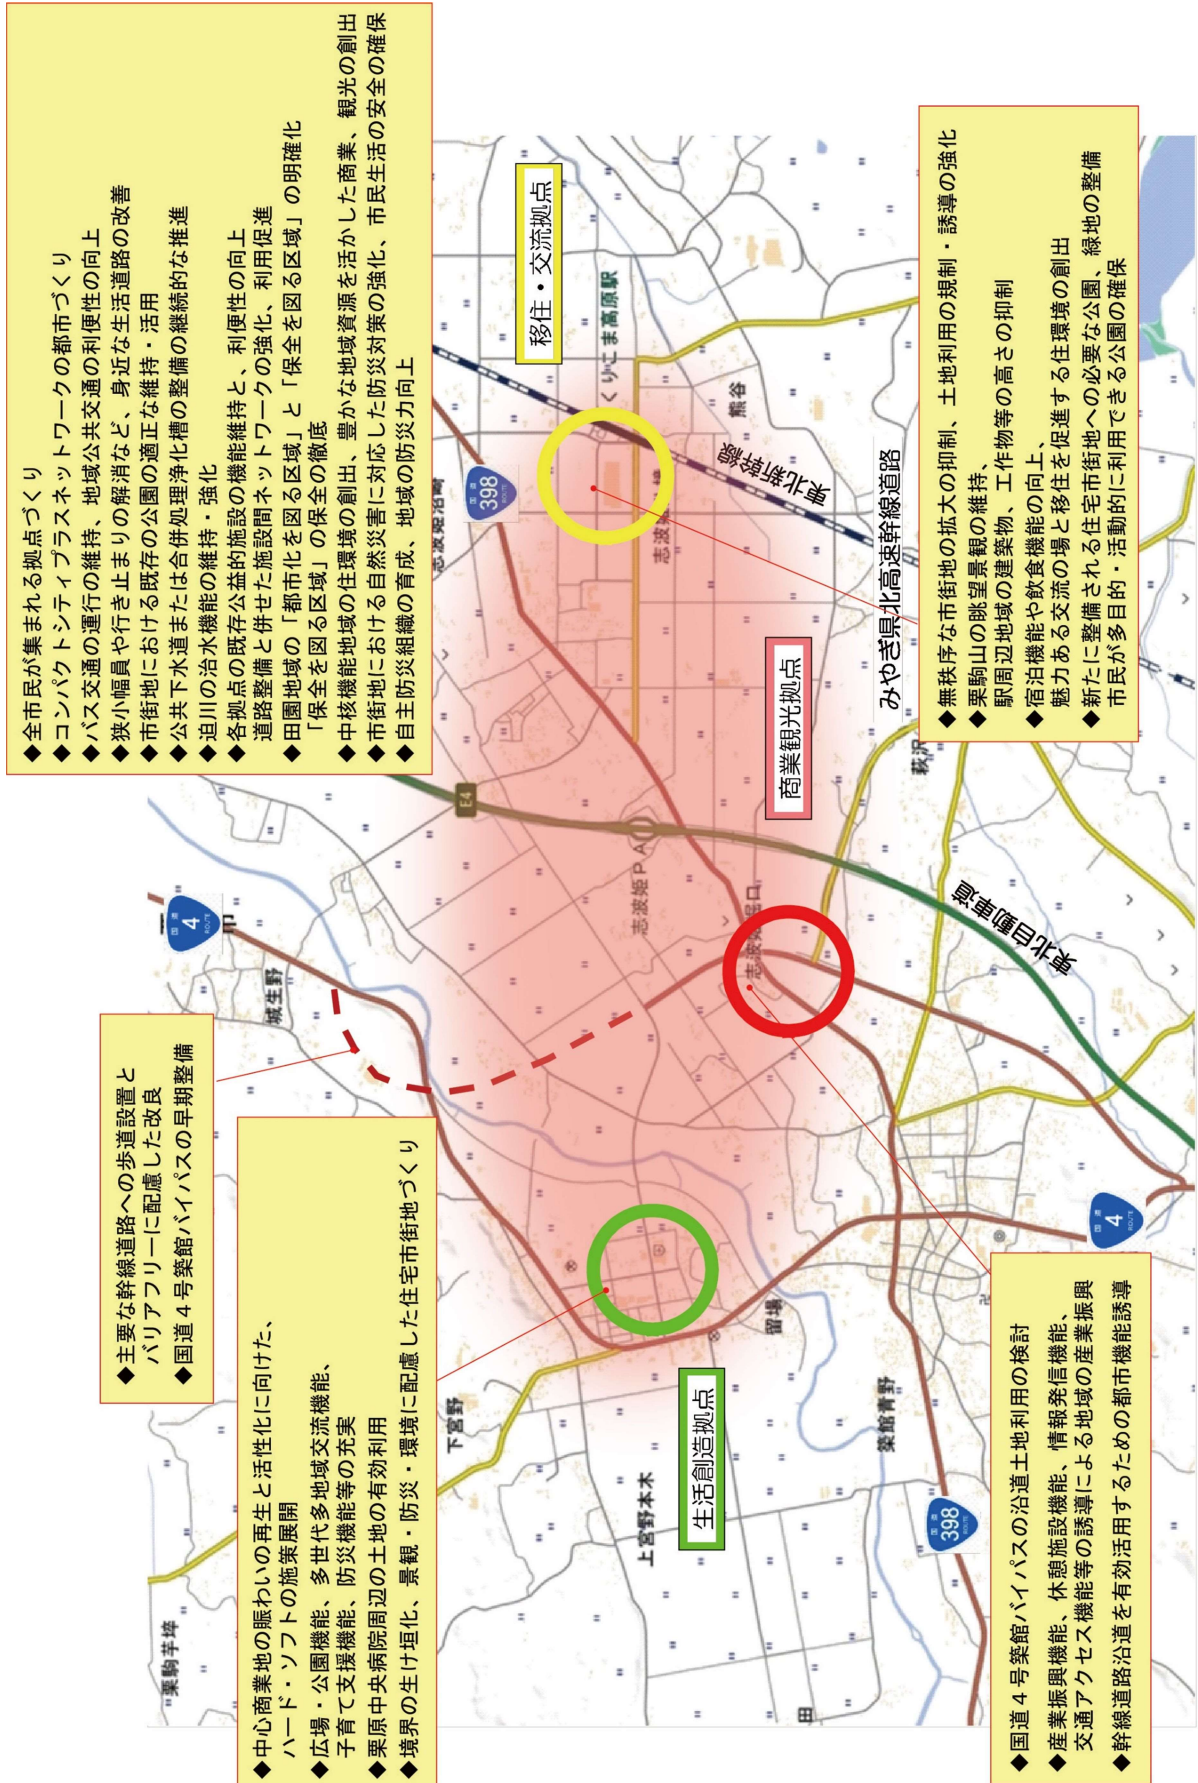 ◆全市民が集まれる拠点づくり
◆コンパクトシティプラスネットワークの都市づくり
◆バス交通の運行の維持、地域公共交通の利便性の向上
◆狭小幅員や行き止まりの解消など、身近な生活道路の改善
◆市街地における既存の公園の適正な維持・活用
◆公共下水道または合併処理浄化槽の整備の継続的な推進
◆迫川の治水機能の維持・強化
◆各拠点の既存公益的施設の機能維持と、利便性の向上
道路整備と併せた施設間ネットワークの強化、利用促進
◆田園地域の「都市化を図る区域」と「保全を図る区域」の明確化
「保全を図る区域」の保全の徹底
◆中核機能地域の住環境の創出、豊かな地域資源を活かした商業、観光の創出
◆市街地における自然災害に対応した防災対策の強化、市民生活の安全の確保
◆自主防災組織の育成、地域の防災力向上
◆主要な幹線道路への歩道設置と
バリアフリーに配慮した改良
◆国道４号築館バイパスの早期整備
◆中心商業地の賑わいの再生と活性化に向けた、
ハード・ソフトの施策展開
◆広場・公園機能、多世代多地域交流機能、
子育て支援機能、防災機能等の充実
◆栗原中央病院周辺の土地の有効利用
◆境界の生け垣化、景観・防災・環境に配慮した住宅市街地づくり
移住・交流拠点
商業観光拠点
生活創造拠点
◆無秩序な市街地の拡大の抑制、土地利用の規制・誘導の強化
◆栗駒山の眺望景観の維持、
駅周辺地域の建築物、工作物等の高さの抑制
◆宿泊機能や飲食機能の向上、
魅力ある交流の場と移住を促進する住環境の創出
◆新たに整備される住宅市街地への必要な公園、緑地の整備
市民が多目的・活動的に利用できる公園の確保
◆国道４号築館バイパスの沿道土地利用の検討
◆産業振興機能、休憩施設機能、情報発信機能、
交通アクセス機能等の誘導による地域の産業振興
◆幹線道路沿道を有効活用するための都市機能誘導
栗駒芋埣
下宮野
上宮野本木
城生野
留場
築館青野
志波姫沼崎
志波姫ＰＡ
志波姫堀口
くりこま高原駅
熊谷
萩沢
田
東北新幹線
みやぎ県北高速幹線道路
東北自動車道
E4
国道
4
ROUTE
国道
398
ROUTE
国道
4
ROUTE
国道
398
ROUTE